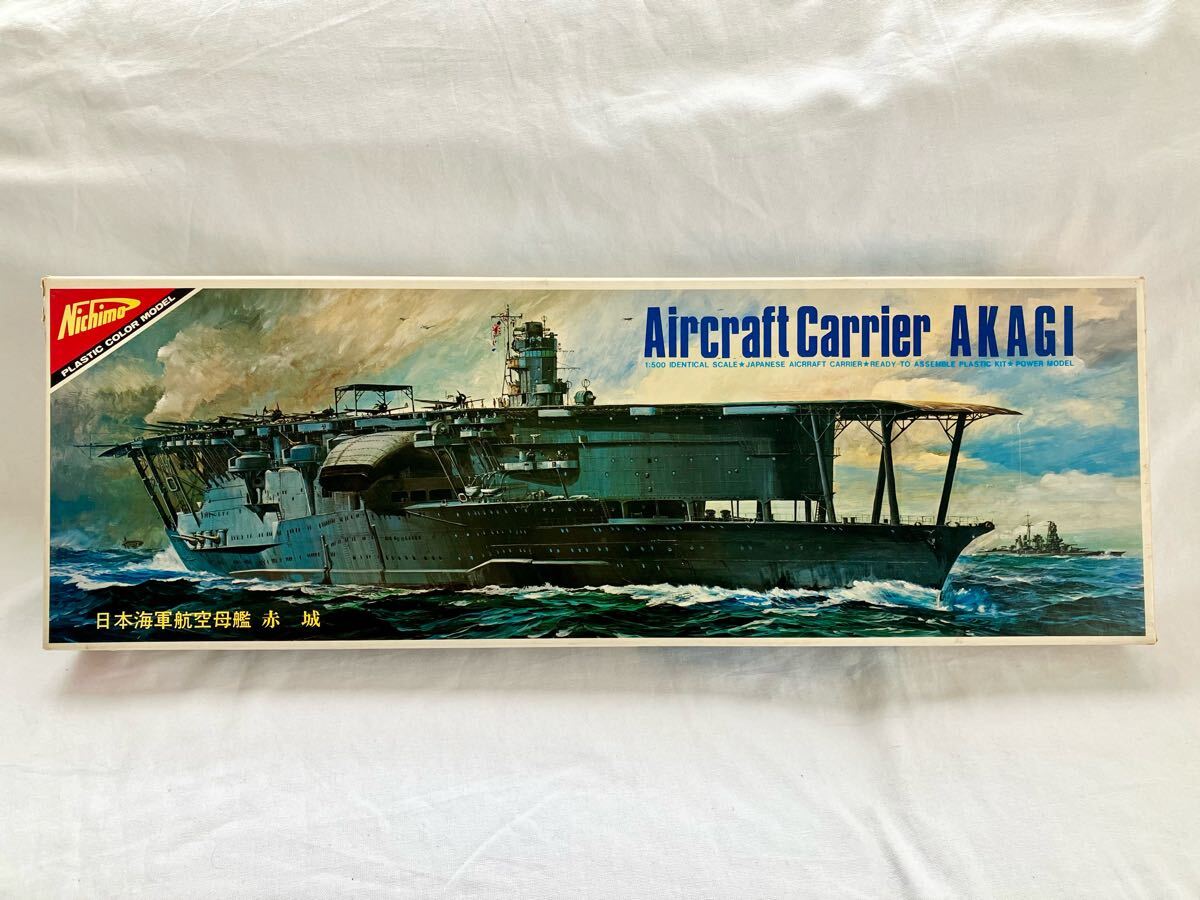 Nichimo
PLASTIC COLOR MODEL
Aircraft Carrier AKAGI
1:500 IDENTICAL SCALE★JAPANESE AICRRAFT CARRIER★READY TO ASSEMBLE PLASTIC KIT★POWER MODEL
日本海軍航空母艦 赤 城